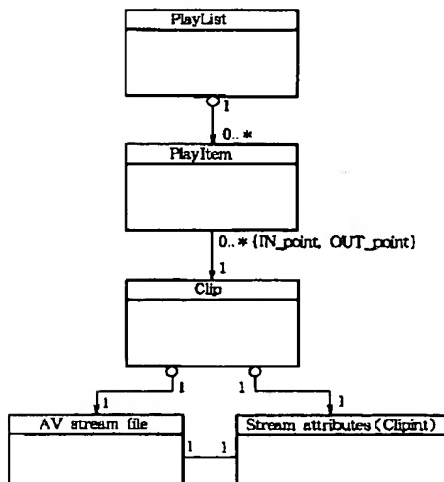 PlayList
1
0..*
PlayItem
0..* {IN_point, OUT_point}
1
Clip
1
1
1
1
AV stream file
Stream attributes (Clipint)
1
1